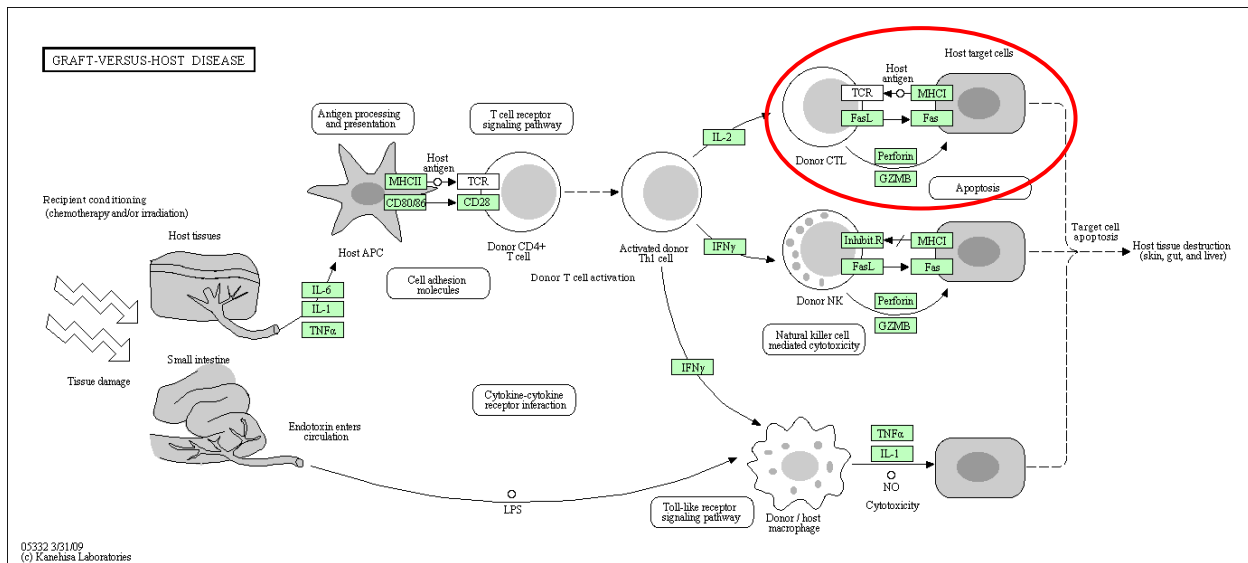 GRAFT-VERSUS-HOST DISEASE
Host target cells
Host
antigen
TCR
MHCI
FasL
Fas
Donor CTL
Perforin
GZMB
Apoptosis
IL-2
Antigen processing
and presentation
T cell receptor
signaling pathway
Host
antigen
MHCII
TCR
CD80/86
CD28
Host APC
Donor CD4+
T cell
Cell adhesion
molecules
Donor T cell activation
Activated donor
Th1 cell
IFNγ
Inhibit.R
MHCI
FasL
Fas
Donor NK
Perforin
GZMB
Natural killer cell
mediated cytotoxicity
Target cell
apoptosis
Host tissue destruction
(skin, gut, and liver)
Recipient conditioning
(chemotherapy and/or irradiation)
Host tissues
IL-6
IL-1
TNFα
Tissue damage
Small intestine
Endotoxin enters
circulation
Cytokine-cytokine
receptor interaction
IFNγ
LPS
Toll-like receptor
signaling pathway
Donor / host
macrophage
TNFα
IL-1
NO
Cytotoxicity
05332 3/31/09
(c) Kanehisa Laboratories